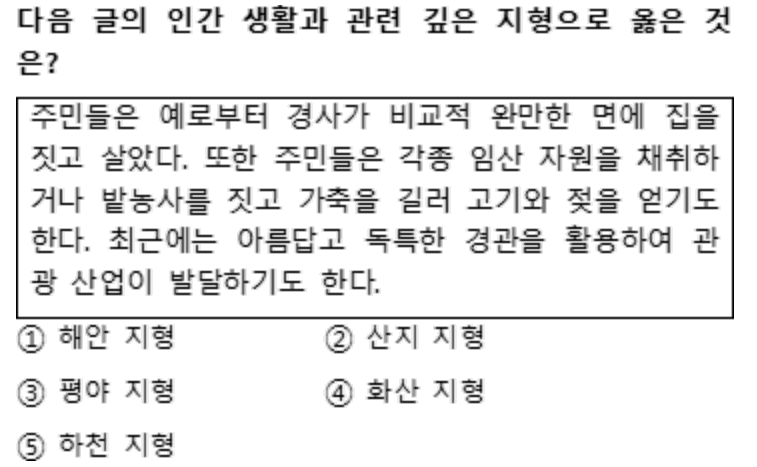 다음 글의 인간 생활과 관련 깊은 지형으로 옳은 것
은?
주민들은 예로부터 경사가 비교적 완만한 면에 집을
짓고 살았다. 또한 주민들은 각종 임산 자원을 채취하
거나 밭농사를 짓고 가축을 길러 고기와 젖을 얻기도
한다. 최근에는 아름답고 독특한 경관을 활용하여 관
광 산업이 발달하기도 한다.
① 해안 지형 ② 산지 지형
③ 평야 지형 ④ 화산 지형
⑤ 하천 지형